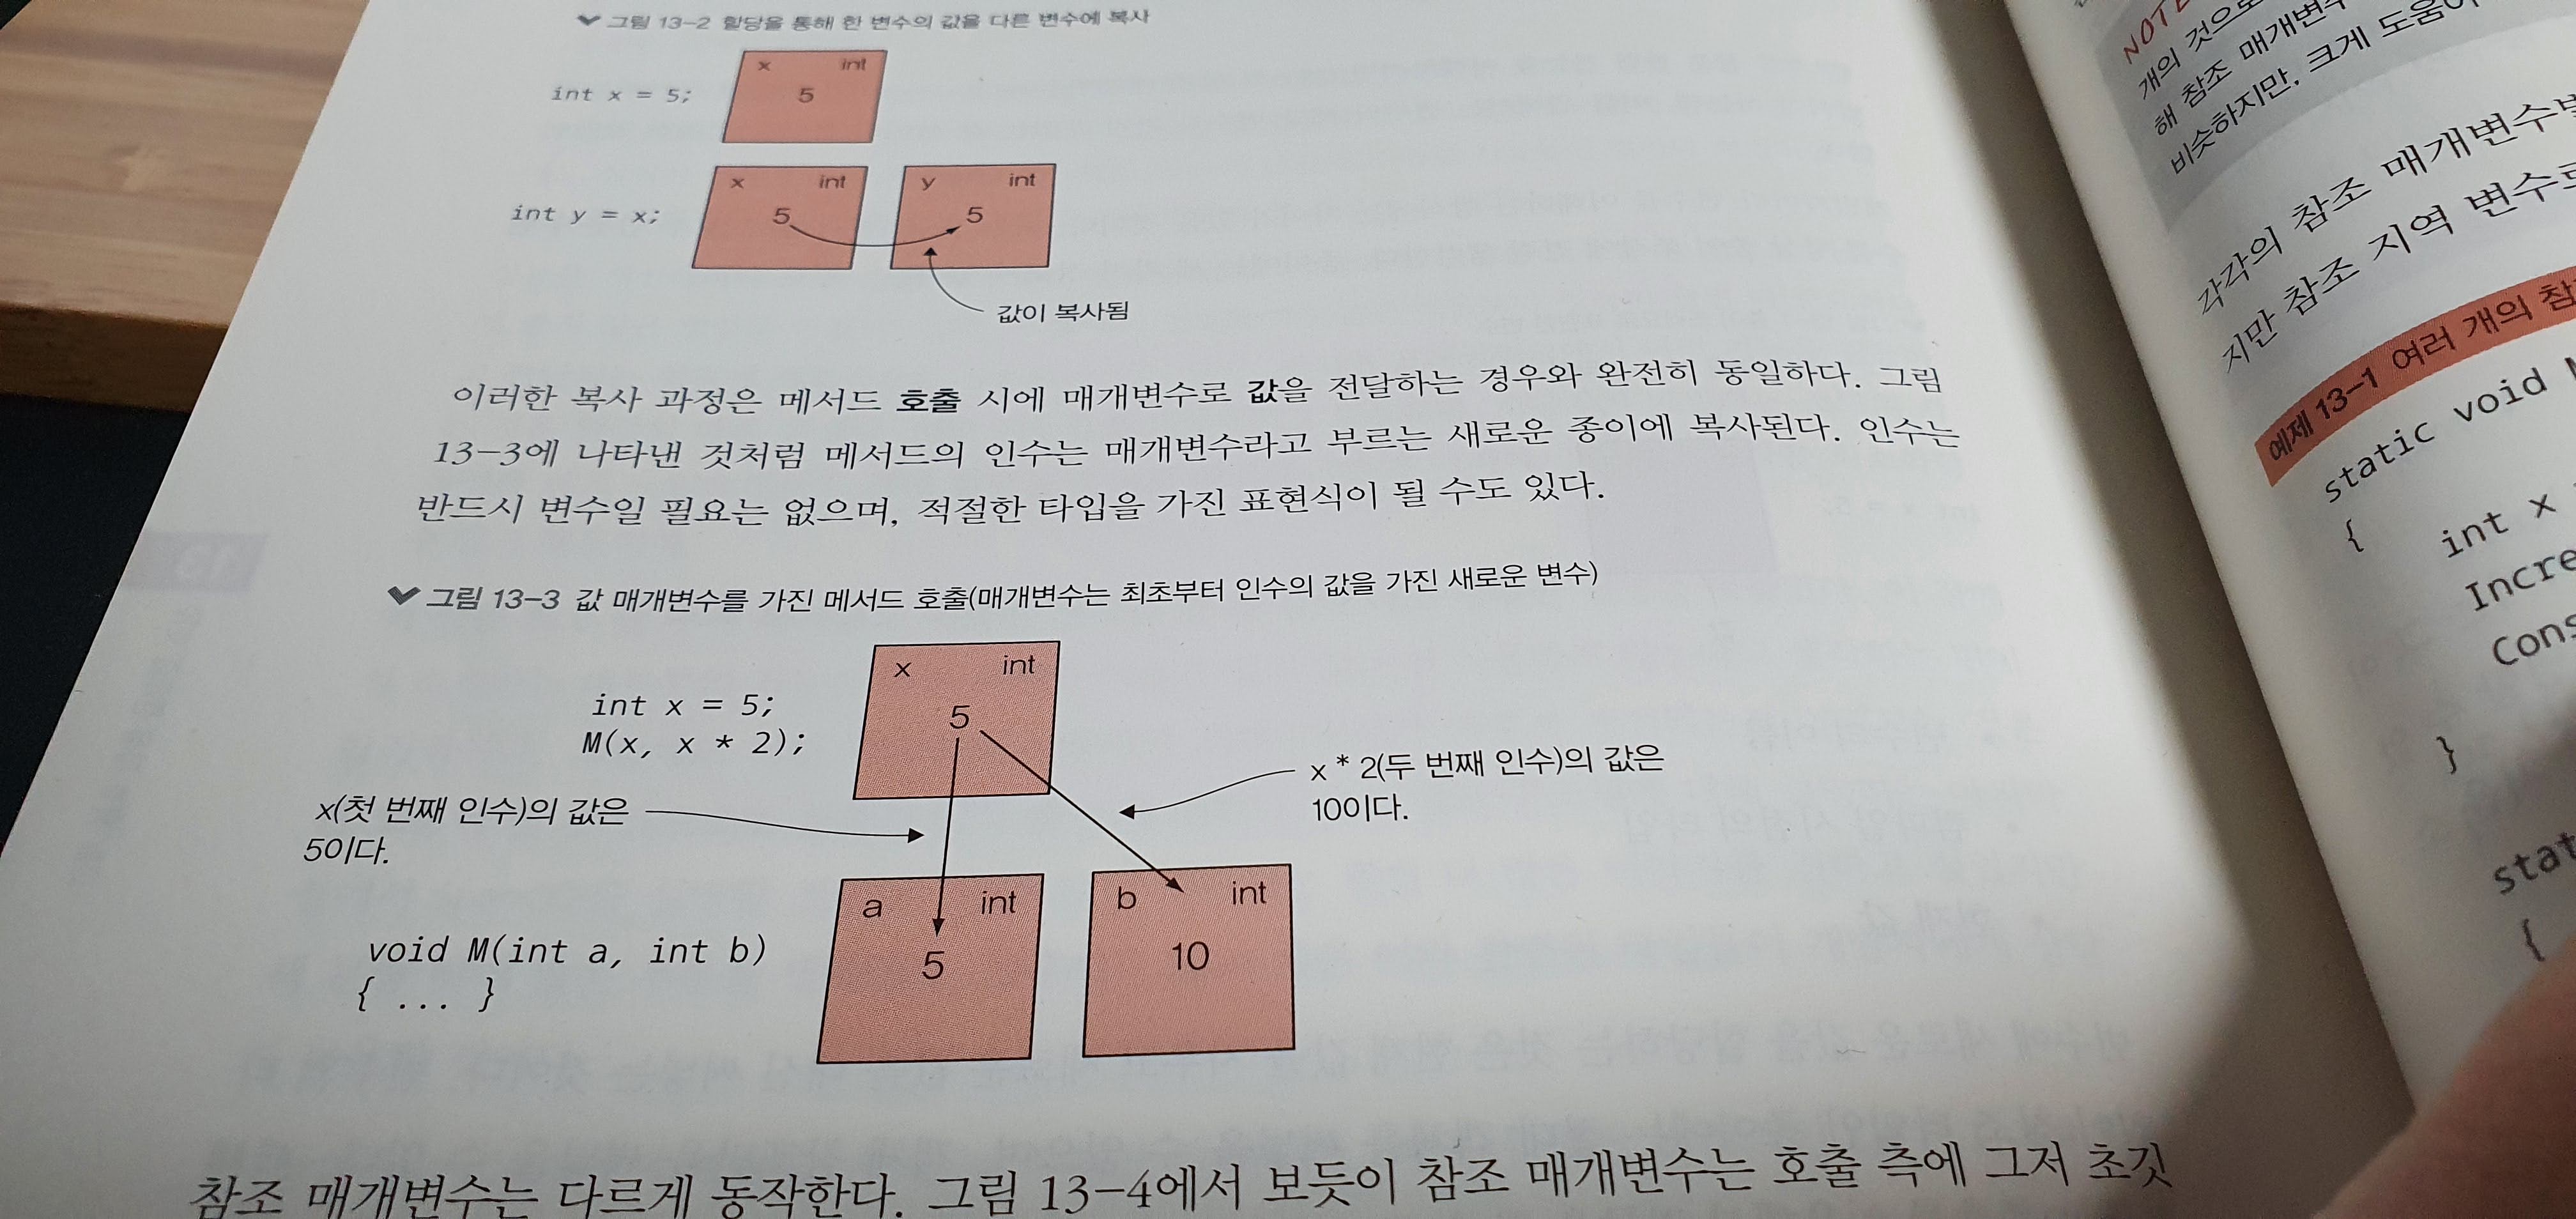 그림 13-2 할당을 통해 한 변수의 값을 다른 변수에 복사
int x = 5;
x int
5
int y = x;
x int
5
y int
5
값이 복사됨
이러한 복사 과정은 메서드 호출 시에 매개변수로 값을 전달하는 경우와 완전히 동일하다. 그림
13-3에 나타낸 것처럼 메서드의 인수는 매개변수라고 부르는 새로운 종이에 복사된다. 인수는
반드시 변수일 필요는 없으며, 적절한 타입을 가진 표현식이 될 수도 있다.
그림 13-3 값 매개변수를 가진 메서드 호출(매개변수는 최초부터 인수의 값을 가진 새로운 변수)
int x = 5;
M(x, x * 2);
x int
5
x(첫 번째 인수)의 값은
5이다.
x * 2(두 번째 인수)의 값은
10이다.
void M(int a, int b)
{ ... }
a int
5
b int
10
참조 매개변수는 다르게 동작한다. 그림 13-4에서 보듯이 참조 매개변수는 호출 측에 그저 초깃
NOTE
개의 것으로
해 참조 매개변수
비슷하지만, 크게
각각의 참조 매개변수
지만 참조 지역 변수로
예제 13-1 여러 개의
static void
{
int x
}
{